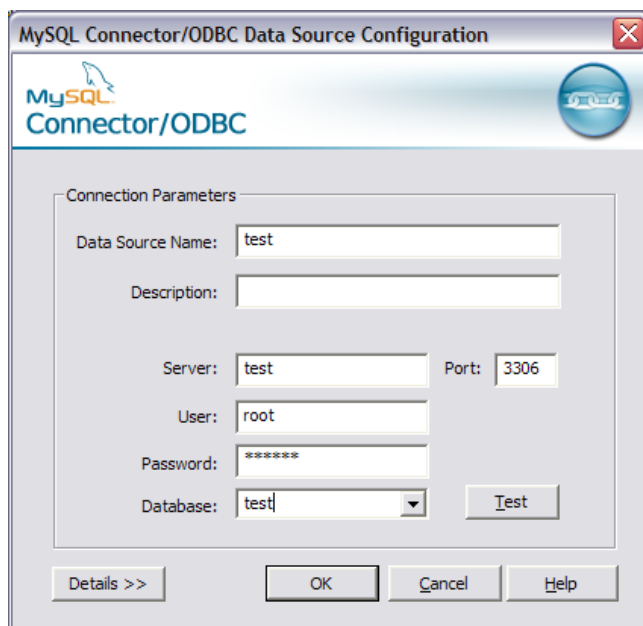 MySQL Connector/ODBC Data Source Configuration
MySQL
Connector/ODBC
Connection Parameters
Data Source Name: test
Description:
Server: test Port: 3306
User: root
Password: ******
Database: test Test
Details >> OK Cancel Help